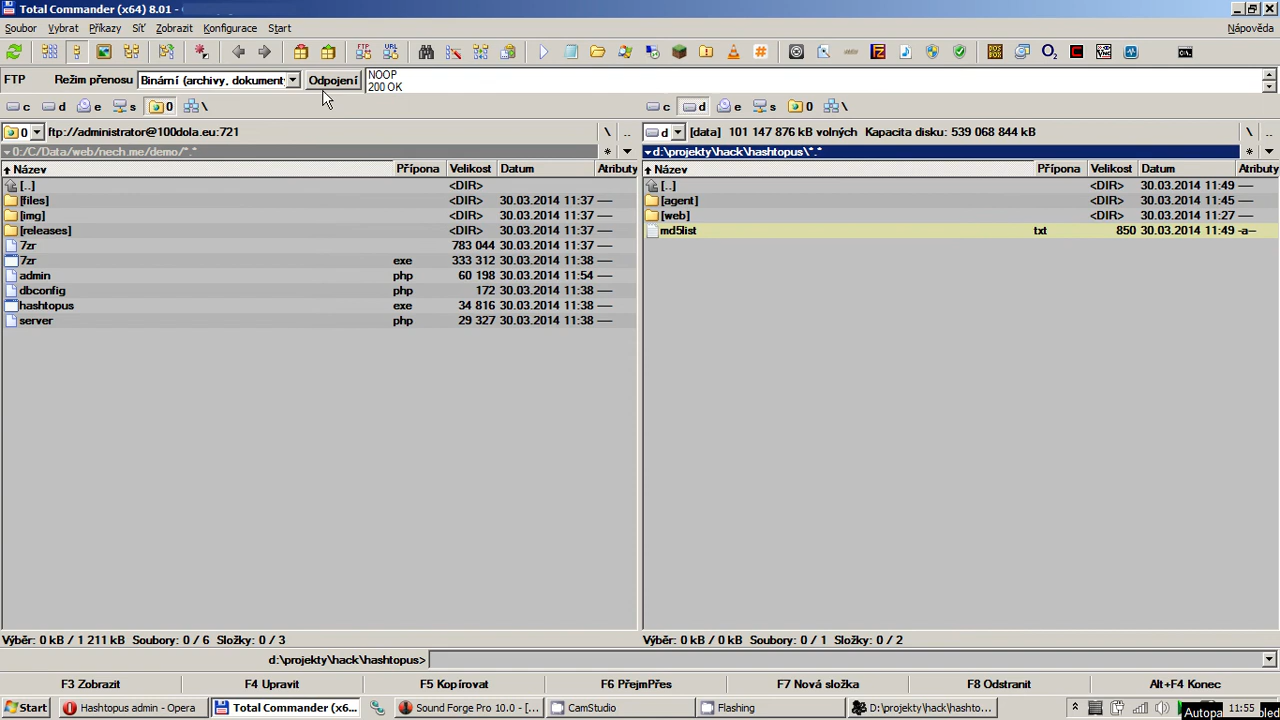 Total Commander (x64) 8.01 -
Soubor Vybrat Příkazy Síť Zobrazit Konfigurace Start Nápověda
FTP URL
FTP Režim přenosu Binární (archivy, dokument Odpojení NOOP
200 OK
c d e s 0 \ c d e s 0 \
0 ftp://administrator@100dola.eu:721 \ .. d [data] 101 147 876 kB volných Kapacita disku: 539 068 844 kB \ ..
0:/C/Data/web/nech.me/demo/*.* * d:\projekty\hack\hashtopus\*.* *
Název Přípona Velikost Datum Atributy Název Přípona Velikost Datum Atributy
[..] <DIR> [..] <DIR> 30.03.2014 11:49 ----
[files] <DIR> 30.03.2014 11:37 ---- [agent] <DIR> 30.03.2014 11:45 ----
[img] <DIR> 30.03.2014 11:37 ---- [web] <DIR> 30.03.2014 11:27 ----
[releases] <DIR> 30.03.2014 11:37 ---- md5list txt 850 30.03.2014 11:49 -a--
7zr 783 044 30.03.2014 11:37 ----
7zr exe 333 312 30.03.2014 11:38 ----
admin php 60 198 30.03.2014 11:54 ----
dbconfig php 172 30.03.2014 11:38 ----
hashtopus exe 34 816 30.03.2014 11:38 ----
server php 29 327 30.03.2014 11:38 ----
Výběr: 0 kB / 1 211 kB Soubory: 0 / 6 Složky: 0 / 3 Výběr: 0 kB / 0 kB Soubory: 0 / 1 Složky: 0 / 2
d:\projekty\hack\hashtopus>
F3 Zobrazit F4 Upravit F5 Kopírovat F6 PřejmPřes F7 Nová složka F8 Odstranit Alt+F4 Konec
Start Hashtopus admin - Opera Total Commander (x6... Sound Forge Pro 10.0 - [... CamStudio Flashing D:\projekty\hack\hashto... 11:55